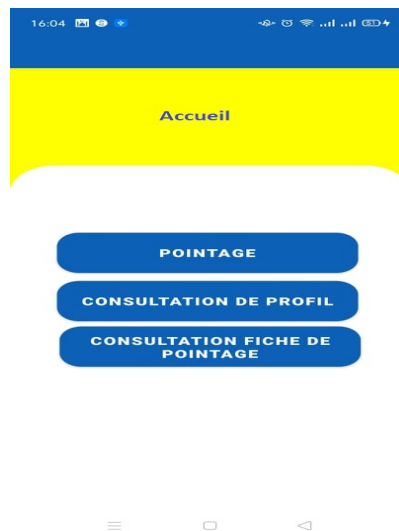 16:04
Accueil
POINTAGE
CONSULTATION DE PROFIL
CONSULTATION FICHE DE
POINTAGE